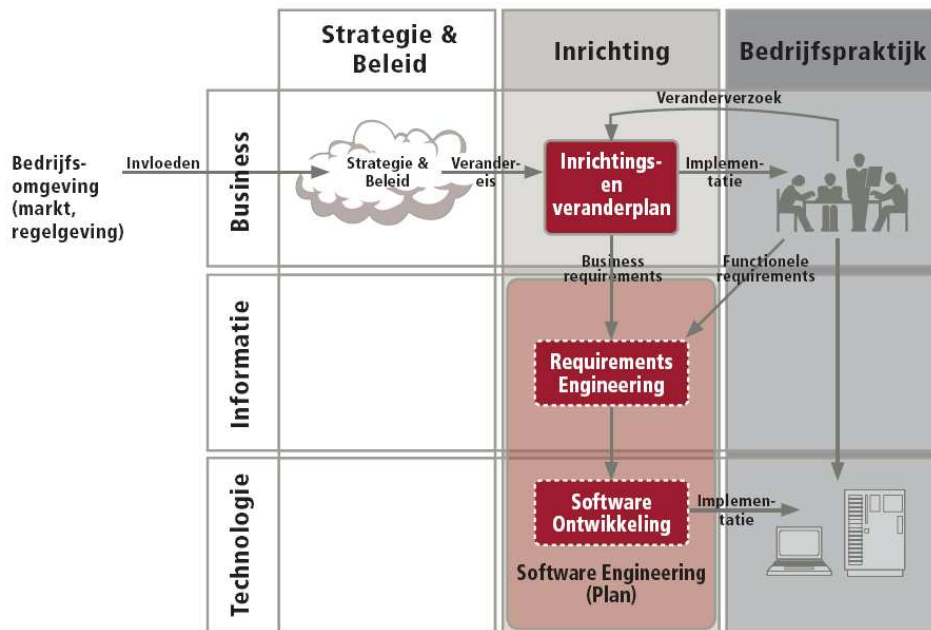 Strategie &
Beleid
Inrichting
Bedrijfspraktijk
Business
Bedrijfs-
omgeving
(markt,
regelgeving)
Invloeden
Strategie &
Beleid
Verander-
eis
Inrichtings-
en
veranderplan
Veranderverzoek
Implemen-
tatie
Business
requirements
Functionele
requirements
Informatie
Requirements
Engineering
Technologie
Software
Ontwikkeling
Implemen-
tatie
Software Engineering
(Plan)